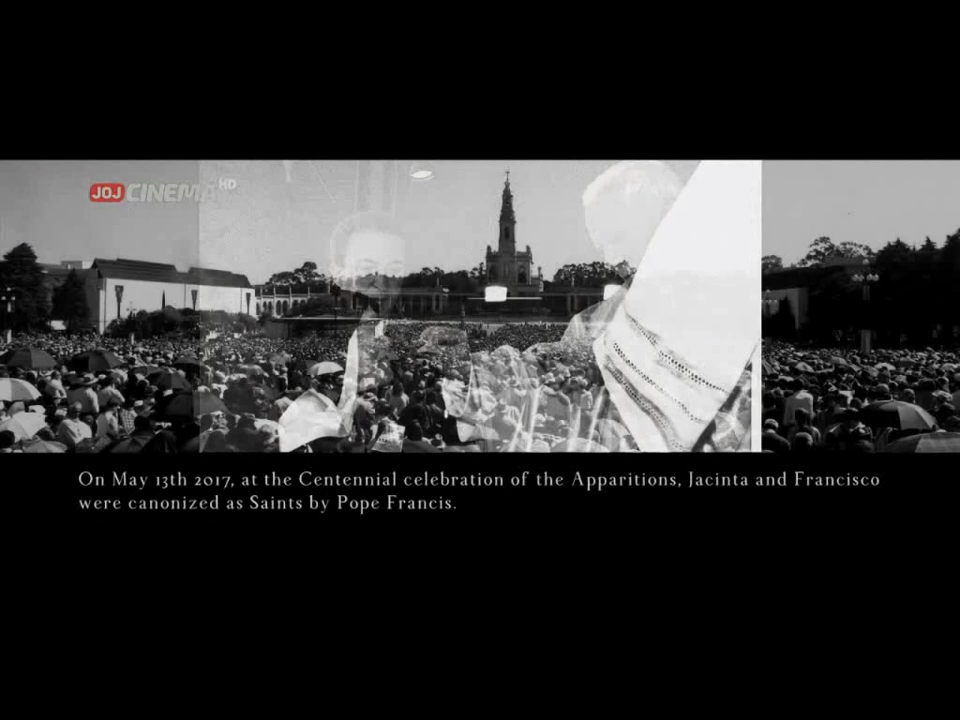 JOJ CINEMA HD
On May 13th 2017, at the Centennial celebration of the Apparitions, Jacinta and Francisco
were canonized as Saints by Pope Francis.